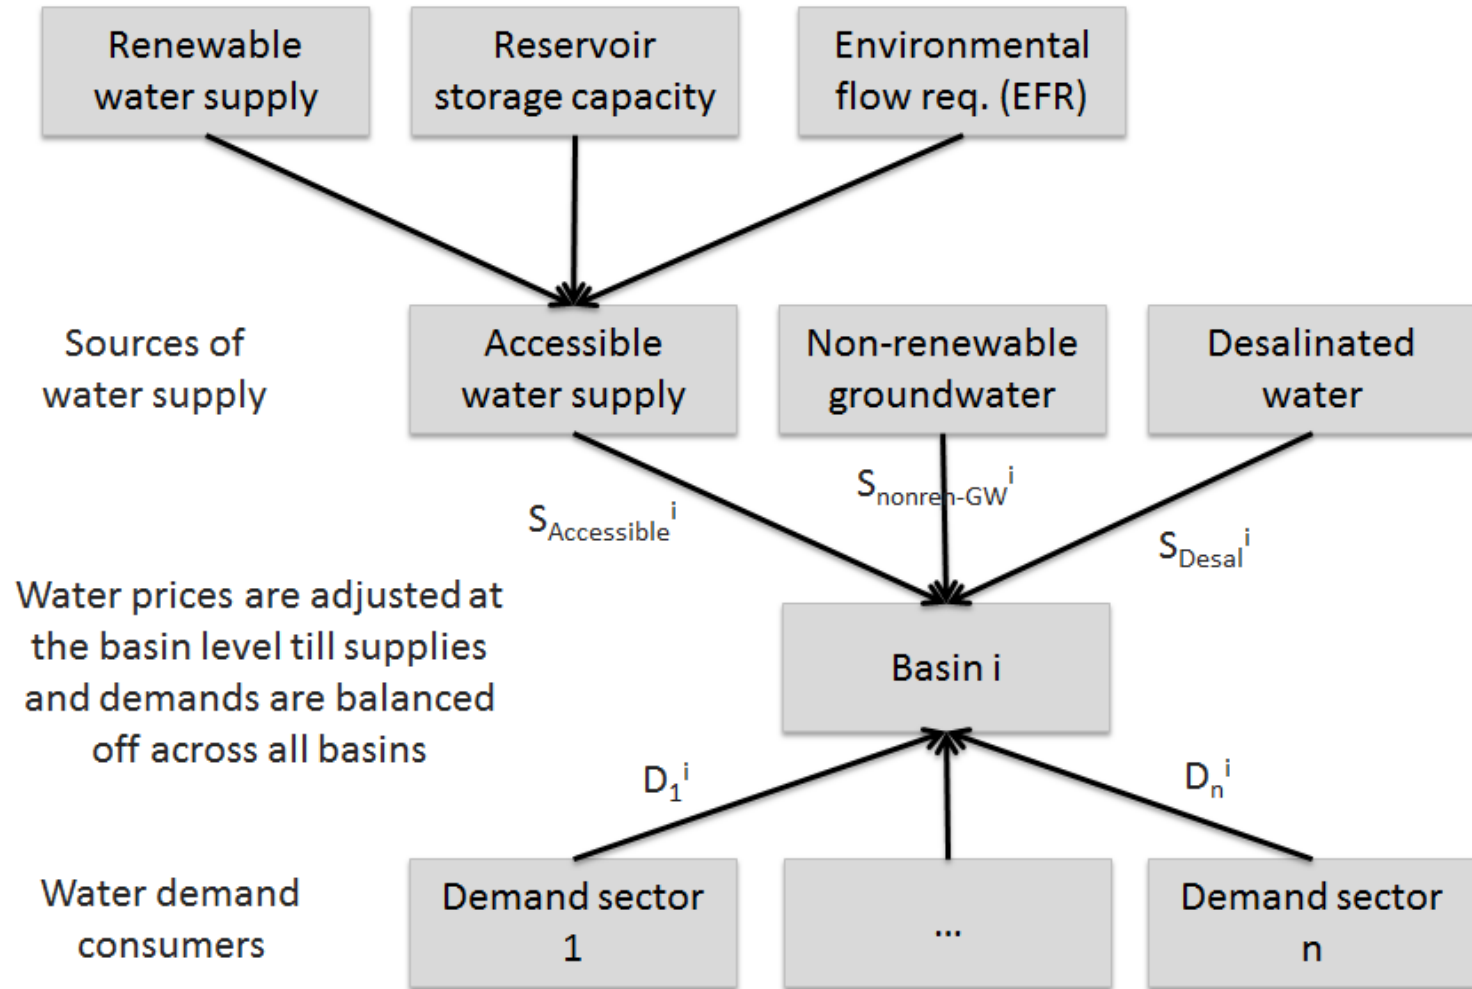 Renewable
water supply
Reservoir
storage capacity
Environmental
flow req. (EFR)
Sources of
water supply
Accessible
water supply
Non-renewable
groundwater
Desalinated
water
S_Accessible^i
S_nonren-GW^i
S_Desal^i
Water prices are adjusted at
the basin level till supplies
and demands are balanced
off across all basins
Basin i
D_1^i
D_n^i
Water demand
consumers
Demand sector
1
...
Demand sector
n